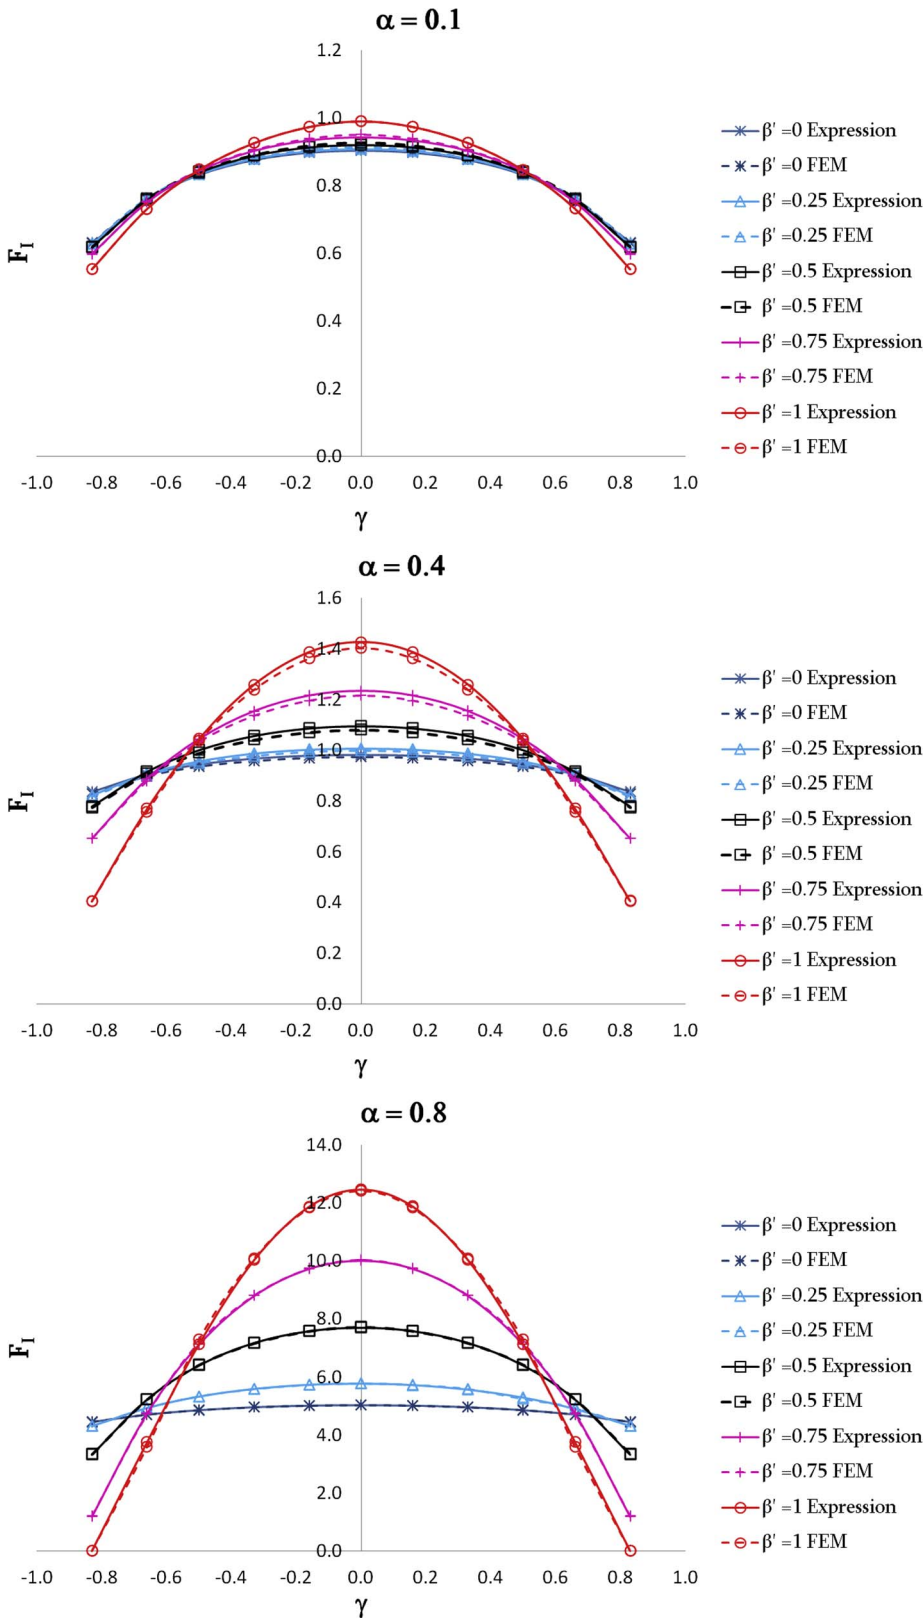 α = 0.1
1.2
1.0
0.8
0.6
0.4
0.2
0.0
F_I
-1.0 -0.8 -0.6 -0.4 -0.2 0.0 0.2 0.4 0.6 0.8 1.0
γ
β' =0 Expression
β' =0 FEM
β' =0.25 Expression
β' =0.25 FEM
β' =0.5 Expression
β' =0.5 FEM
β' =0.75 Expression
β' =0.75 FEM
β' =1 Expression
β' =1 FEM
α = 0.4
1.6
1.4
1.2
1.0
0.8
0.6
0.4
0.2
0.0
F_I
-1.0 -0.8 -0.6 -0.4 -0.2 0.0 0.2 0.4 0.6 0.8 1.0
γ
β' =0 Expression
β' =0 FEM
β' =0.25 Expression
β' =0.25 FEM
β' =0.5 Expression
β' =0.5 FEM
β' =0.75 Expression
β' =0.75 FEM
β' =1 Expression
β' =1 FEM
α = 0.8
14.0
12.0
10.0
8.0
6.0
4.0
2.0
0.0
F_I
-1.0 -0.8 -0.6 -0.4 -0.2 0.0 0.2 0.4 0.6 0.8 1.0
γ
β' =0 Expression
β' =0 FEM
β' =0.25 Expression
β' =0.25 FEM
β' =0.5 Expression
β' =0.5 FEM
β' =0.75 Expression
β' =0.75 FEM
β' =1 Expression
β' =1 FEM